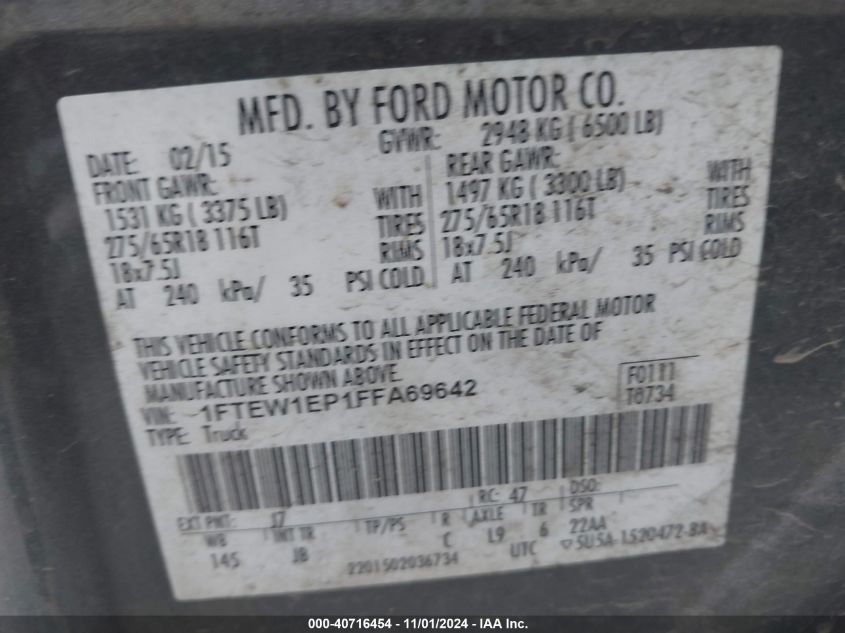 MFD. BY FORD MOTOR CO.
DATE: 02/15 GVWR: 2948 KG ( 6500 LB)
FRONT GAWR: REAR GAWR:
1531 KG ( 3375 LB) WITH 1497 KG ( 3300 LB) WITH
275/65R18 116T TIRES 275/65R18 116T TIRES
18x7.5J RIMS 18x7.5J RIMS
AT 240 kPa/ 35 PSI COLD AT 240 kPa/ 35 PSI COLD
THIS VEHICLE CONFORMS TO ALL APPLICABLE FEDERAL MOTOR
VEHICLE SAFETY STANDARDS IN EFFECT ON THE DATE OF
MANUFACTURE SHOWN ABOVE.
VIN: 1FTEW1EP1FFA69642
TYPE: Truck
F0111
T8734
EXT PNT: J7 RC: 47 DSO:
WB INT TR TP/PS R AXLE TR SPR
145 JB C L9 6 22AA
2201502036734 UTC 5U5A-1520472-BA
000-40716454 - 11/01/2024 - IAA Inc.